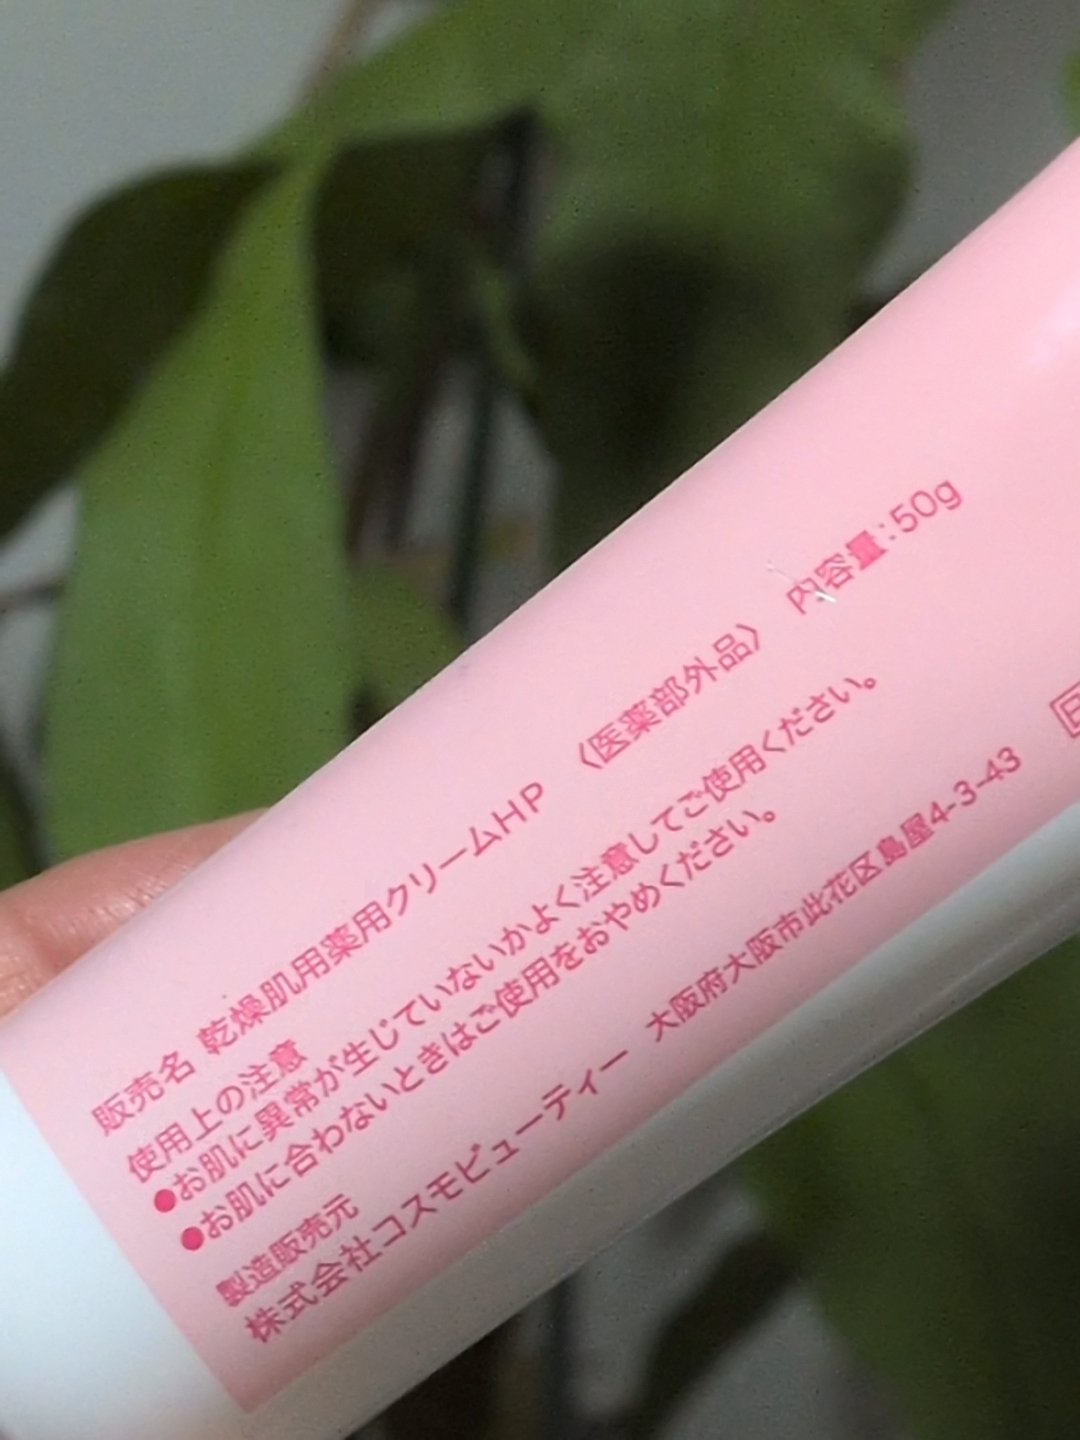 販売名 乾燥肌用薬用クリームHP 〈医薬部外品〉 内容量:50g
使用上の注意
●お肌に異常が生じていないかよく注意してご使用ください。
●お肌に合わないときはご使用をおやめください。
製造販売元
株式会社コスモビューティー 大阪府大阪市此花区島屋4-3-43